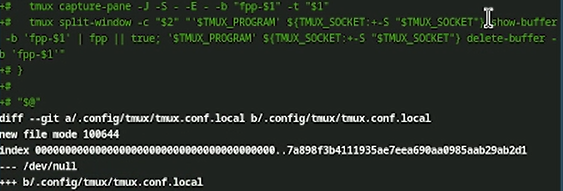 +#   tmux capture-pane -J -S - -E - -b "fpp-$1" -t "$1"
+#   tmux split-window -c "$2" "'$TMUX_PROGRAM' ${TMUX_SOCKET:+-S "$TMUX_SOCKET"} show-buffer
-b 'fpp-$1' | fpp || true; '$TMUX_PROGRAM' ${TMUX_SOCKET:+-S "$TMUX_SOCKET"} delete-buffer -
b 'fpp-$1'"
+# }
+#
+# "$@"
diff --git a/.config/tmux/tmux.conf.local b/.config/tmux/tmux.conf.local
new file mode 100644
index 0000000000000000000000000000000000000000..7a898f3b4111935ae7eea690aa0985aab29ab2d1
--- /dev/null
+++ b/.config/tmux/tmux.conf.local